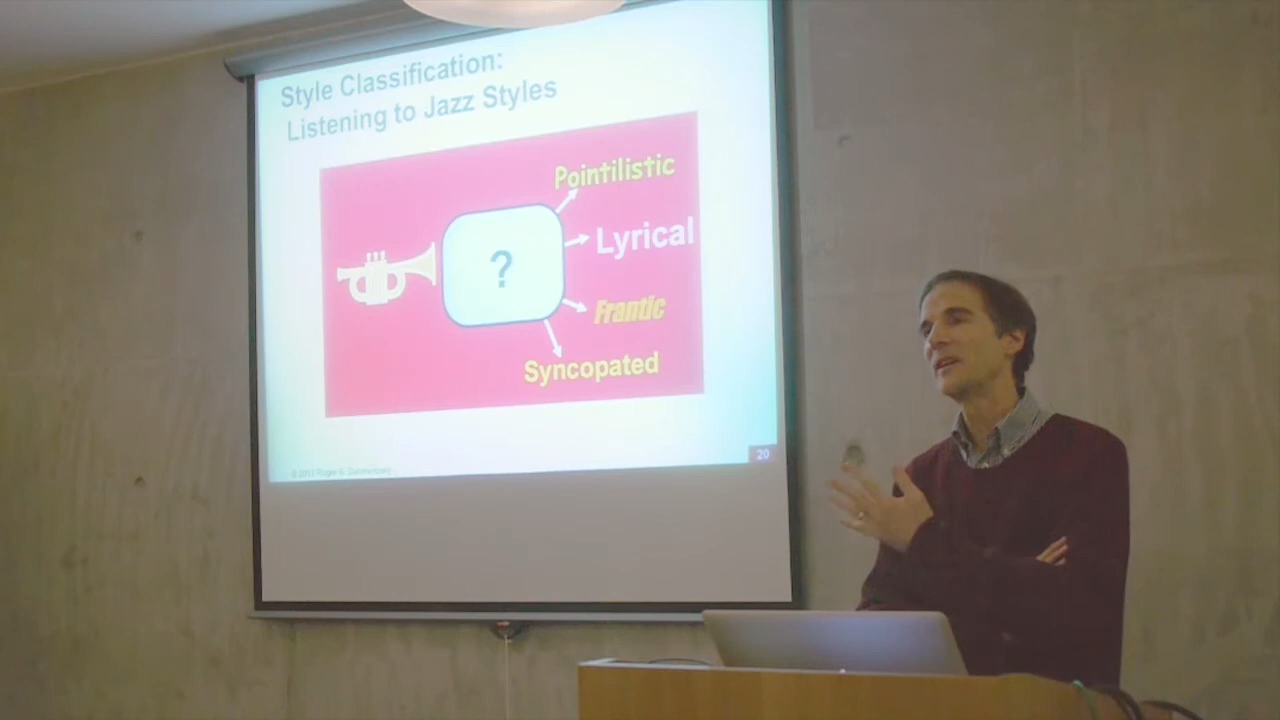 Style Classification:
Listening to Jazz Styles
Pointilistic
Lyrical
?
Frantic
Syncopated
20